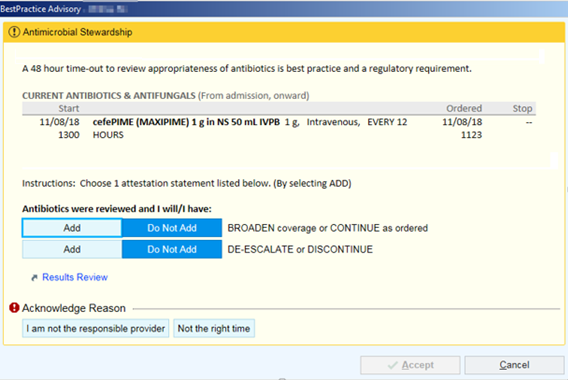 BestPractice Advisory -
Antimicrobial Stewardship
A 48 hour time-out to review appropriateness of antibiotics is best practice and a regulatory requirement.
CURRENT ANTIBIOTICS & ANTIFUNGALS (From admission, onward)
Start Ordered Stop
11/08/18 cefePIME (MAXIPIME) 1 g in NS 50 mL IVPB 1 g, Intravenous, EVERY 12 11/08/18 --
1300 HOURS 1123
Instructions: Choose 1 attestation statement listed below. (By selecting ADD)
Antibiotics were reviewed and I will/I have:
Add Do Not Add BROADEN coverage or CONTINUE as ordered
Add Do Not Add DE-ESCALATE or DISCONTINUE
Results Review
Acknowledge Reason
I am not the responsible provider Not the right time
Accept Cancel